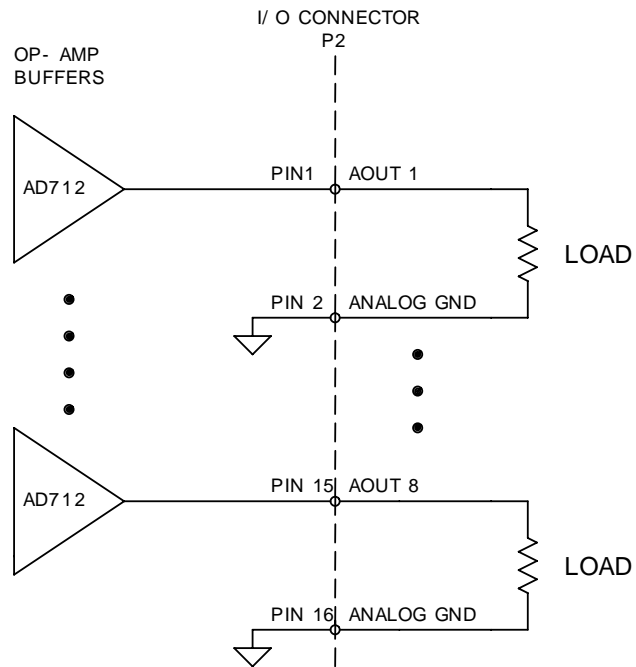 I/ O CONNECTOR
P2
OP- AMP
BUFFERS
AD712
PIN1
AOUT 1
LOAD
PIN 2
ANALOG GND
AD712
PIN 15
AOUT 8
LOAD
PIN 16
ANALOG GND